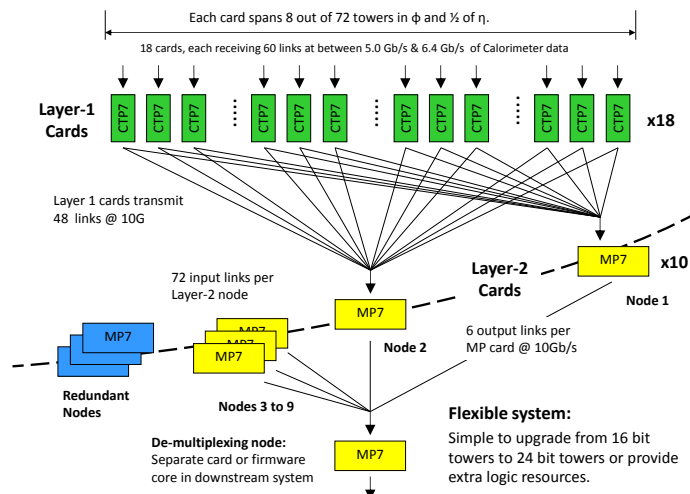 Each card spans 8 out of 72 towers in ϕ and ½ of η.
18 cards, each receiving 60 links at between 5.0 Gb/s & 6.4 Gb/s of Calorimeter data
Layer-1
Cards
CTP7 CTP7 CTP7 CTP7 CTP7 CTP7 CTP7 CTP7 CTP7 CTP7 CTP7
x18
Layer 1 cards transmit
48 links @ 10G
72 input links per
Layer-2 node
Layer-2
Cards
MP7
x10
Node 1
MP7
Node 2
6 output links per
MP card @ 10Gb/s
MP7
MP7
MP7
Redundant
Nodes
Nodes 3 to 9
De-multiplexing node:
Separate card or firmware
core in downstream system
MP7
Flexible system:
Simple to upgrade from 16 bit
towers to 24 bit towers or provide
extra logic resources.